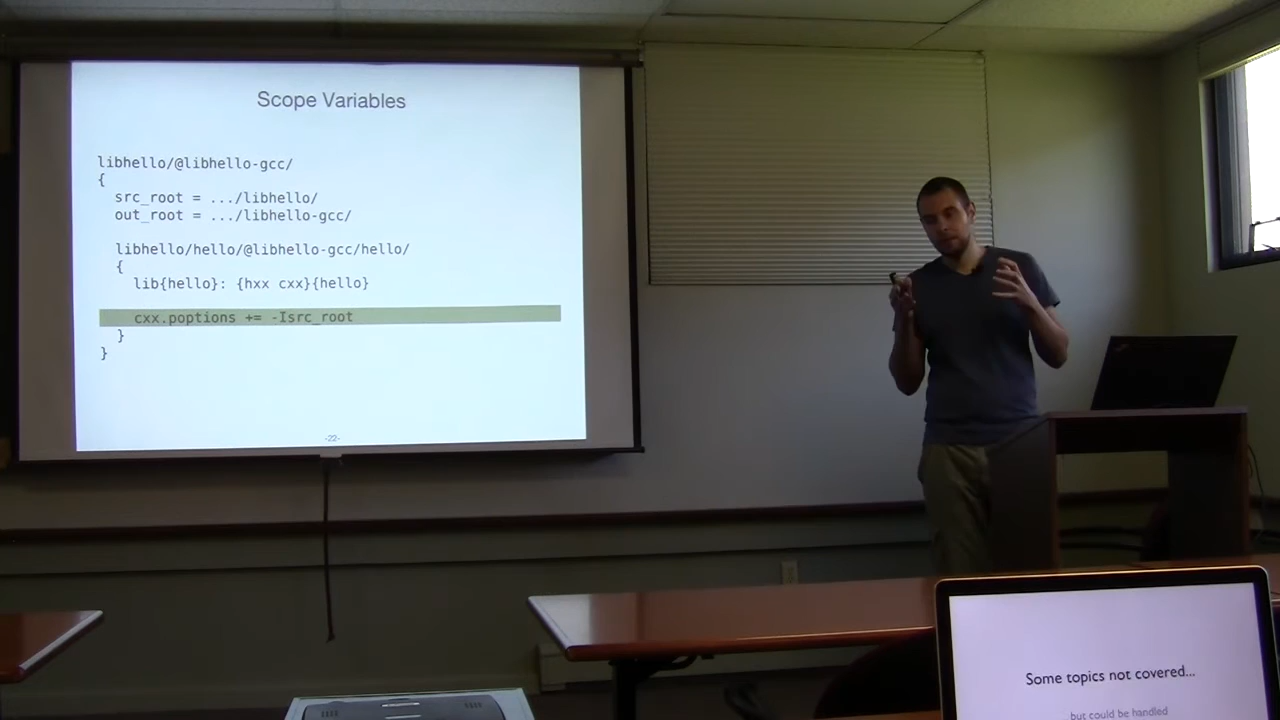 Scope Variables
libhello/@libhello-gcc/
{
src_root = .../libhello/
out_root = .../libhello-gcc/
libhello/hello/@libhello-gcc/hello/
{
lib{hello}: {hxx cxx}{hello}
cxx.poptions += -Isrc_root
}
}
-22-
Some topics not covered...
but could be handled